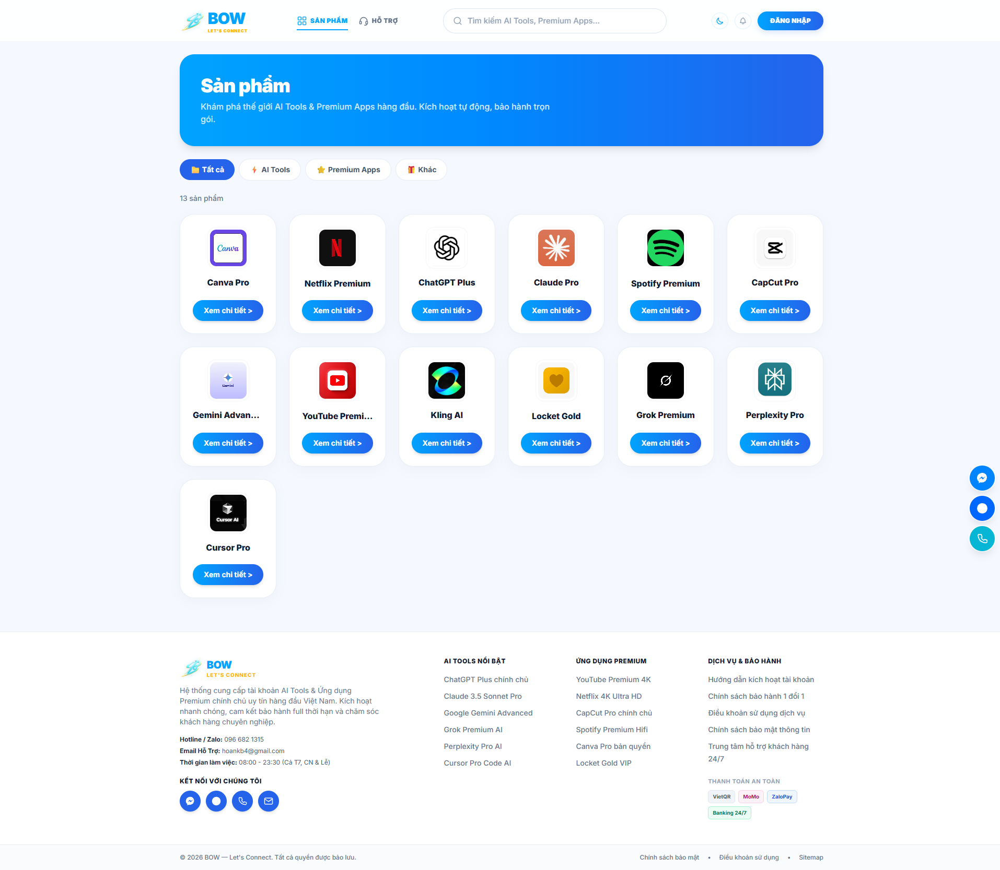 BOW
LET'S CONNECT
SẢN PHẨM
HỖ TRỢ
Tìm kiếm AI Tools, Premium Apps...
ĐĂNG NHẬP
Sản phẩm
Khám phá thế giới AI Tools & Premium Apps hàng đầu. Kích hoạt tự động, bảo hành trọn
gói.
Tất cả
AI Tools
Premium Apps
Khác
13 sản phẩm
Canva
Canva Pro
Netflix Premium
ChatGPT Plus
Claude Pro
Spotify Premium
CapCut Pro
Xem chi tiết >
Xem chi tiết >
Xem chi tiết >
Xem chi tiết >
Xem chi tiết >
Xem chi tiết >
Gemini
Gemini Advan...
YouTube Premi...
Kling AI
Locket Gold
Grok Premium
Perplexity Pro
Xem chi tiết >
Xem chi tiết >
Xem chi tiết >
Xem chi tiết >
Xem chi tiết >
Xem chi tiết >
Cursor AI
Cursor Pro
Xem chi tiết >
BOW
LET'S CONNECT
Hệ thống cung cấp tài khoản AI Tools & Ứng dụng
Premium chính chủ uy tín hàng đầu Việt Nam. Kích hoạt
nhanh chóng, cam kết bảo hành full thời hạn và chăm sóc
khách hàng chuyên nghiệp.
Hotline / Zalo: 096 682 1315
Email Hỗ Trợ: hoankb4@gmail.com
Thời gian làm việc: 08:00 - 23:30 (Cả T7, CN & Lễ)
KẾT NỐI VỚI CHÚNG TÔI
AI TOOLS NỔI BẬT
ChatGPT Plus chính chủ
Claude 3.5 Sonnet Pro
Google Gemini Advanced
Grok Premium AI
Perplexity Pro AI
Cursor Pro Code AI
ỨNG DỤNG PREMIUM
YouTube Premium 4K
Netflix 4K Ultra HD
CapCut Pro chính chủ
Spotify Premium Hifi
Canva Pro bản quyền
Locket Gold VIP
DỊCH VỤ & BẢO HÀNH
Hướng dẫn kích hoạt tài khoản
Chính sách bảo hành 1 đổi 1
Điều khoản sử dụng dịch vụ
Chính sách bảo mật thông tin
Trung tâm hỗ trợ khách hàng
24/7
THANH TOÁN AN TOÀN
VietQR
MoMo
ZaloPay
Banking 24/7
© 2026 BOW — Let's Connect. Tất cả quyền được bảo lưu.
Chính sách bảo mật • Điều khoản sử dụng • Sitemap